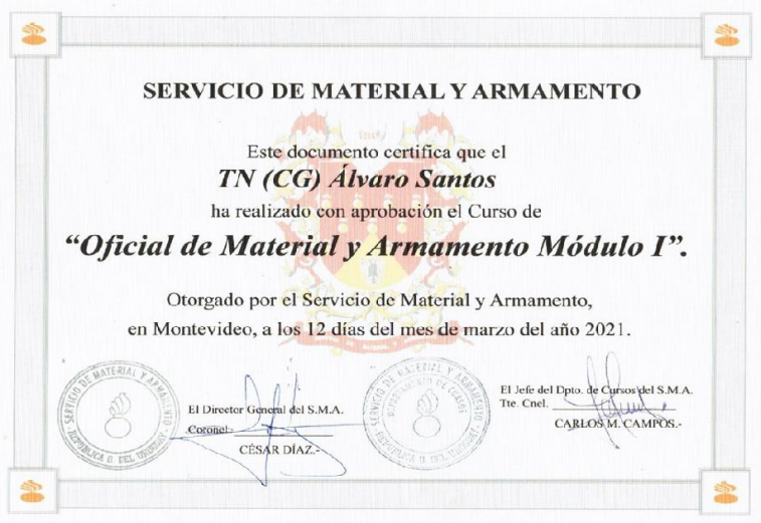 SERVICIO DE MATERIAL Y ARMAMENTO
Este documento certifica que el
TN (CG) Álvaro Santos
ha realizado con aprobación el Curso de
“Oficial de Material y Armamento Módulo I”.
Otorgado por el Servicio de Material y Armamento,
en Montevideo, a los 12 días del mes de marzo del año 2021.
SERVICIO DE MATERIAL Y ARMAMENTO
REPUBLICA O. DEL URUGUAY
El Director General del S.M.A.
Coronel.
CÉSAR DÍAZ.-
SERVICIO DE MATERIAL Y ARMAMENTO
DEPARTAMENTO DE CURSOS
REPUBLICA O. DEL URUGUAY
El Jefe del Dpto. de Cursos del S.M.A.
Tte. Cnel.
CARLOS M. CAMPOS.-